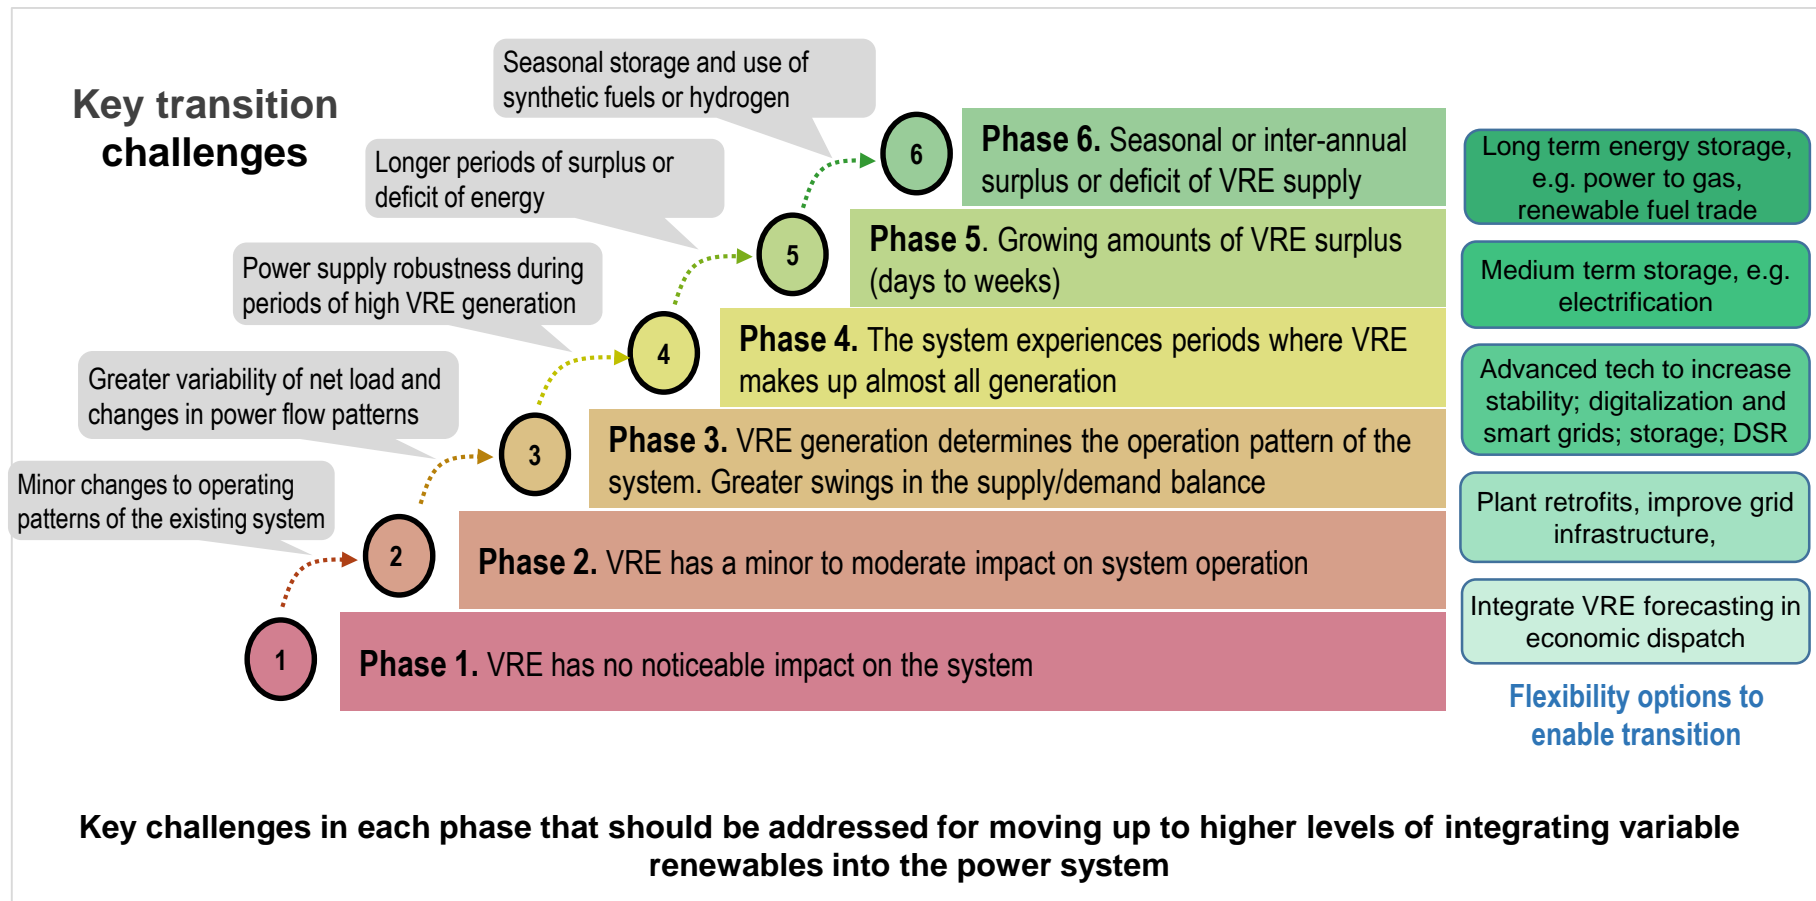 Key transition
challenges
Seasonal storage and use of
synthetic fuels or hydrogen
Longer periods of surplus or
deficit of energy
Power supply robustness during
periods of high VRE generation
Greater variability of net load and
changes in power flow patterns
Minor changes to operating
patterns of the existing system
6
Phase 6. Seasonal or inter-annual
surplus or deficit of VRE supply
5
Phase 5. Growing amounts of VRE surplus
(days to weeks)
4
Phase 4. The system experiences periods where VRE
makes up almost all generation
3
Phase 3. VRE generation determines the operation pattern of the
system. Greater swings in the supply/demand balance
2
Phase 2. VRE has a minor to moderate impact on system operation
1
Phase 1. VRE has no noticeable impact on the system
Long term energy storage,
e.g. power to gas,
renewable fuel trade
Medium term storage, e.g.
electrification
Advanced tech to increase
stability; digitalization and
smart grids; storage; DSR
Plant retrofits, improve grid
infrastructure,
Integrate VRE forecasting in
economic dispatch
Flexibility options to
enable transition
Key challenges in each phase that should be addressed for moving up to higher levels of integrating variable
renewables into the power system